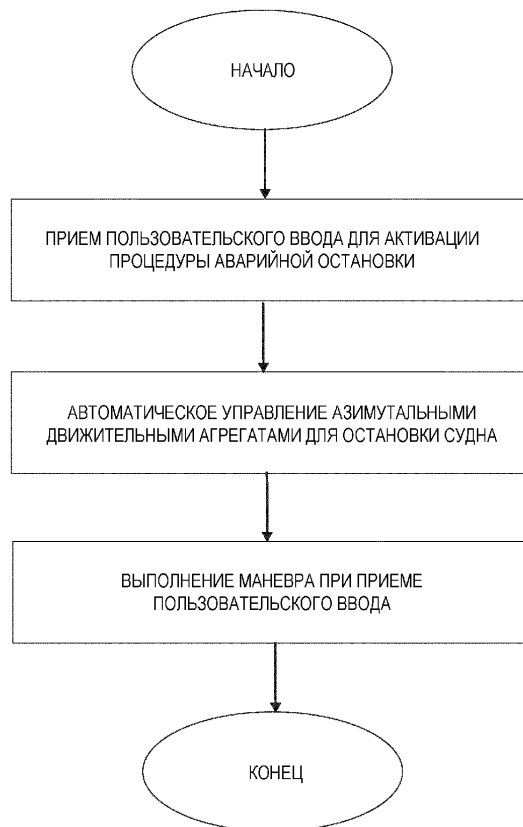 НАЧАЛО
ПРИЕМ ПОЛЬЗОВАТЕЛЬСКОГО ВВОДА ДЛЯ АКТИВАЦИИ
ПРОЦЕДУРЫ АВАРИЙНОЙ ОСТАНОВКИ
АВТОМАТИЧЕСКОЕ УПРАВЛЕНИЕ АЗИМУТАЛЬНЫМИ
ДВИЖИТЕЛЬНЫМИ АГРЕГАТАМИ ДЛЯ ОСТАНОВКИ СУДНА
ВЫПОЛНЕНИЕ МАНЕВРА ПРИ ПРИЕМЕ
ПОЛЬЗОВАТЕЛЬСКОГО ВВОДА
КОНЕЦ